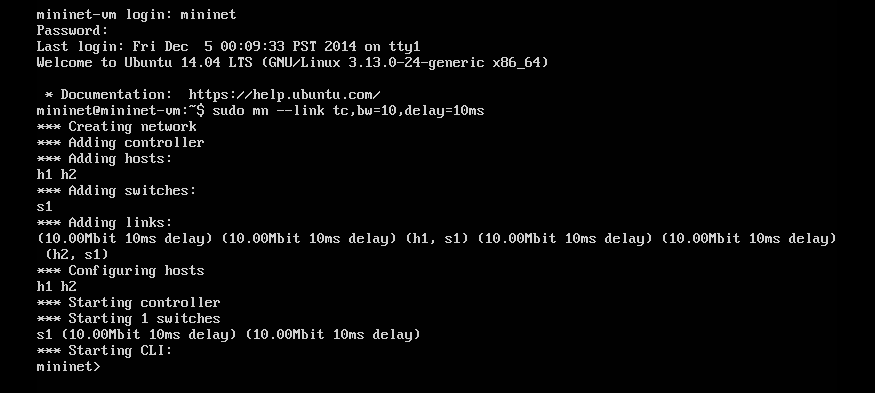 mininet-vm login: mininet
Password:
Last login: Fri Dec  5 00:09:33 PST 2014 on tty1
Welcome to Ubuntu 14.04 LTS (GNU/Linux 3.13.0-24-generic x86_64)
 * Documentation:  https://help.ubuntu.com/
mininet@mininet-vm:~$ sudo mn --link tc,bw=10,delay=10ms
*** Creating network
*** Adding controller
*** Adding hosts:
h1 h2
*** Adding switches:
s1
*** Adding links:
(10.00Mbit 10ms delay) (10.00Mbit 10ms delay) (h1, s1) (10.00Mbit 10ms delay) (10.00Mbit 10ms delay)
 (h2, s1)
*** Configuring hosts
h1 h2
*** Starting controller
*** Starting 1 switches
s1 (10.00Mbit 10ms delay) (10.00Mbit 10ms delay)
*** Starting CLI:
mininet>